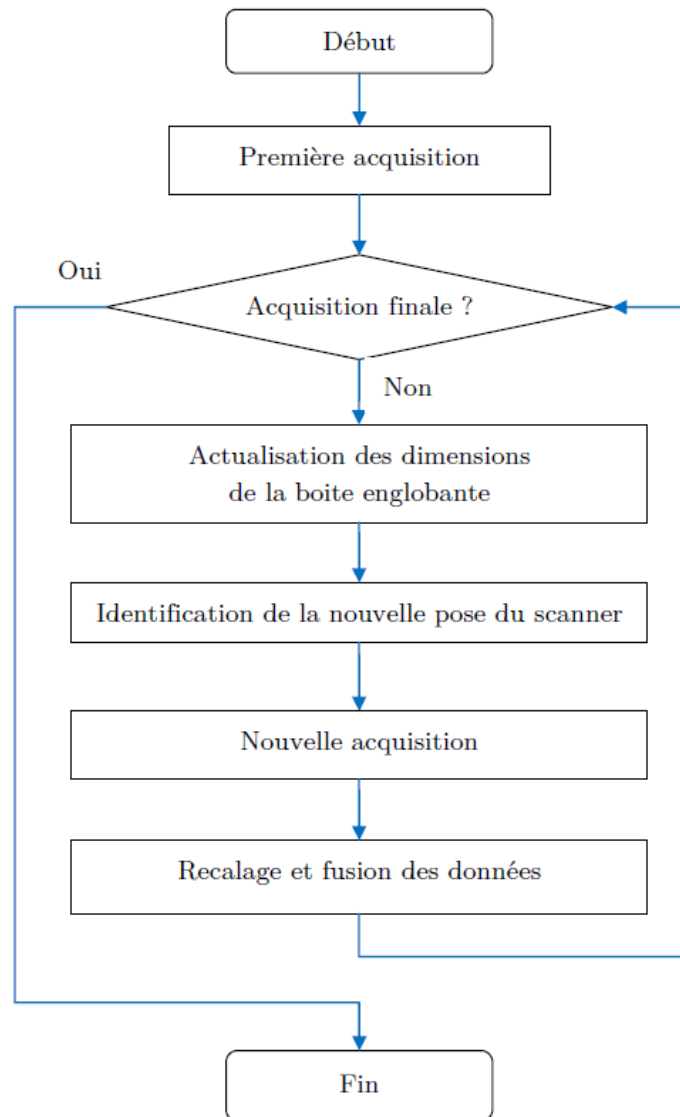 Début
Première acquisition
Oui
Acquisition finale ?
Non
Actualisation des dimensions
de la boite englobante
Identification de la nouvelle pose du scanner
Nouvelle acquisition
Recalage et fusion des données
Fin